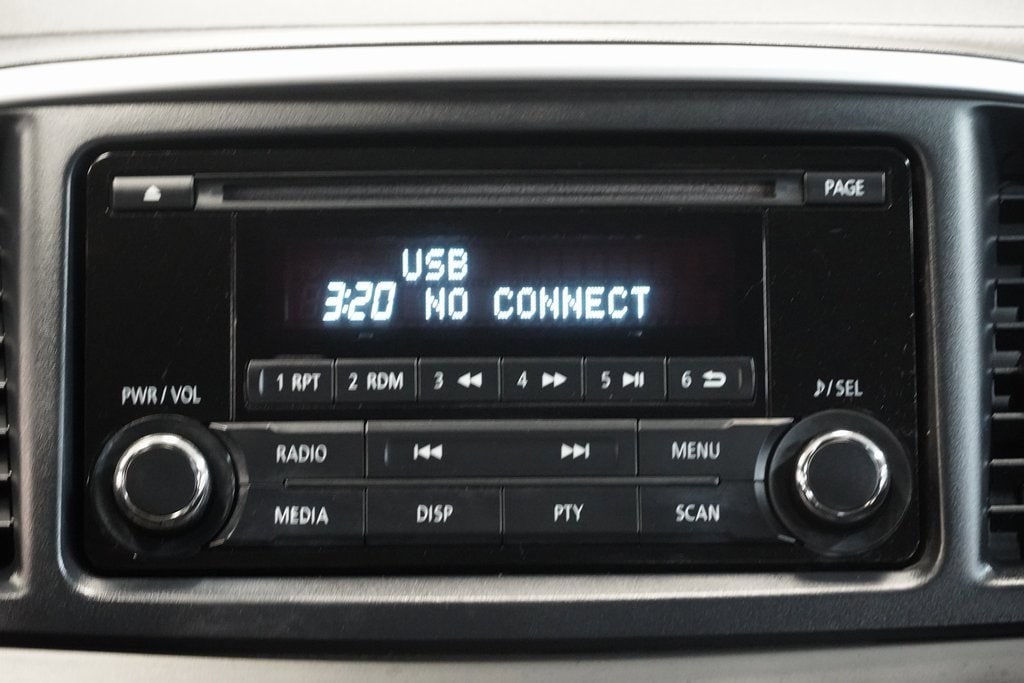 PAGE
USB
3:20 NO CONNECT
1 RPT 2 RDM 3 4 5 6
PWR / VOL
/ SEL
RADIO MENU
MEDIA DISP PTY SCAN